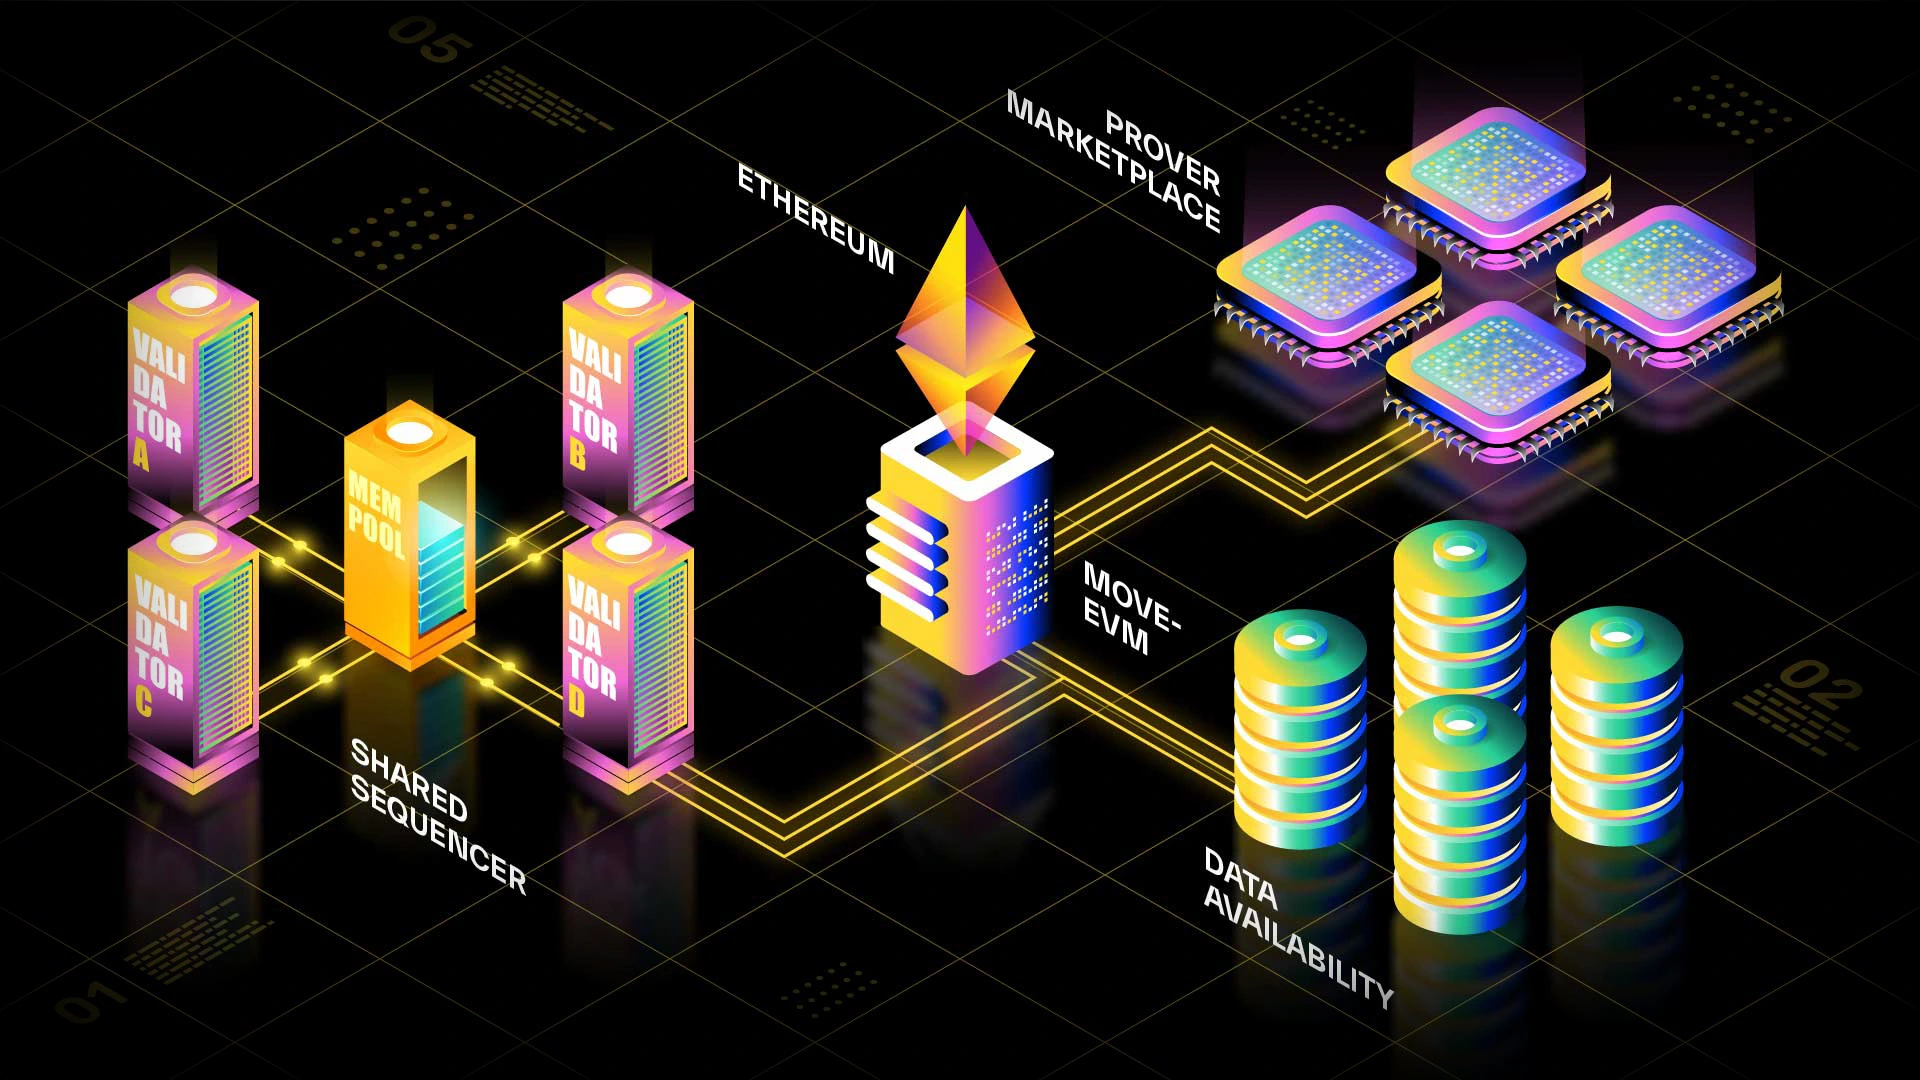 05
PROVER
MARKETPLACE
ETHEREUM
VALI
DA
TOR
A
VALI
DA
TOR
B
MEM
POOL
VALI
DA
TOR
C
VALI
DA
TOR
D
MOVE-
EVM
02
SHARED
SEQUENCER
DATA
AVAILABILITY
01